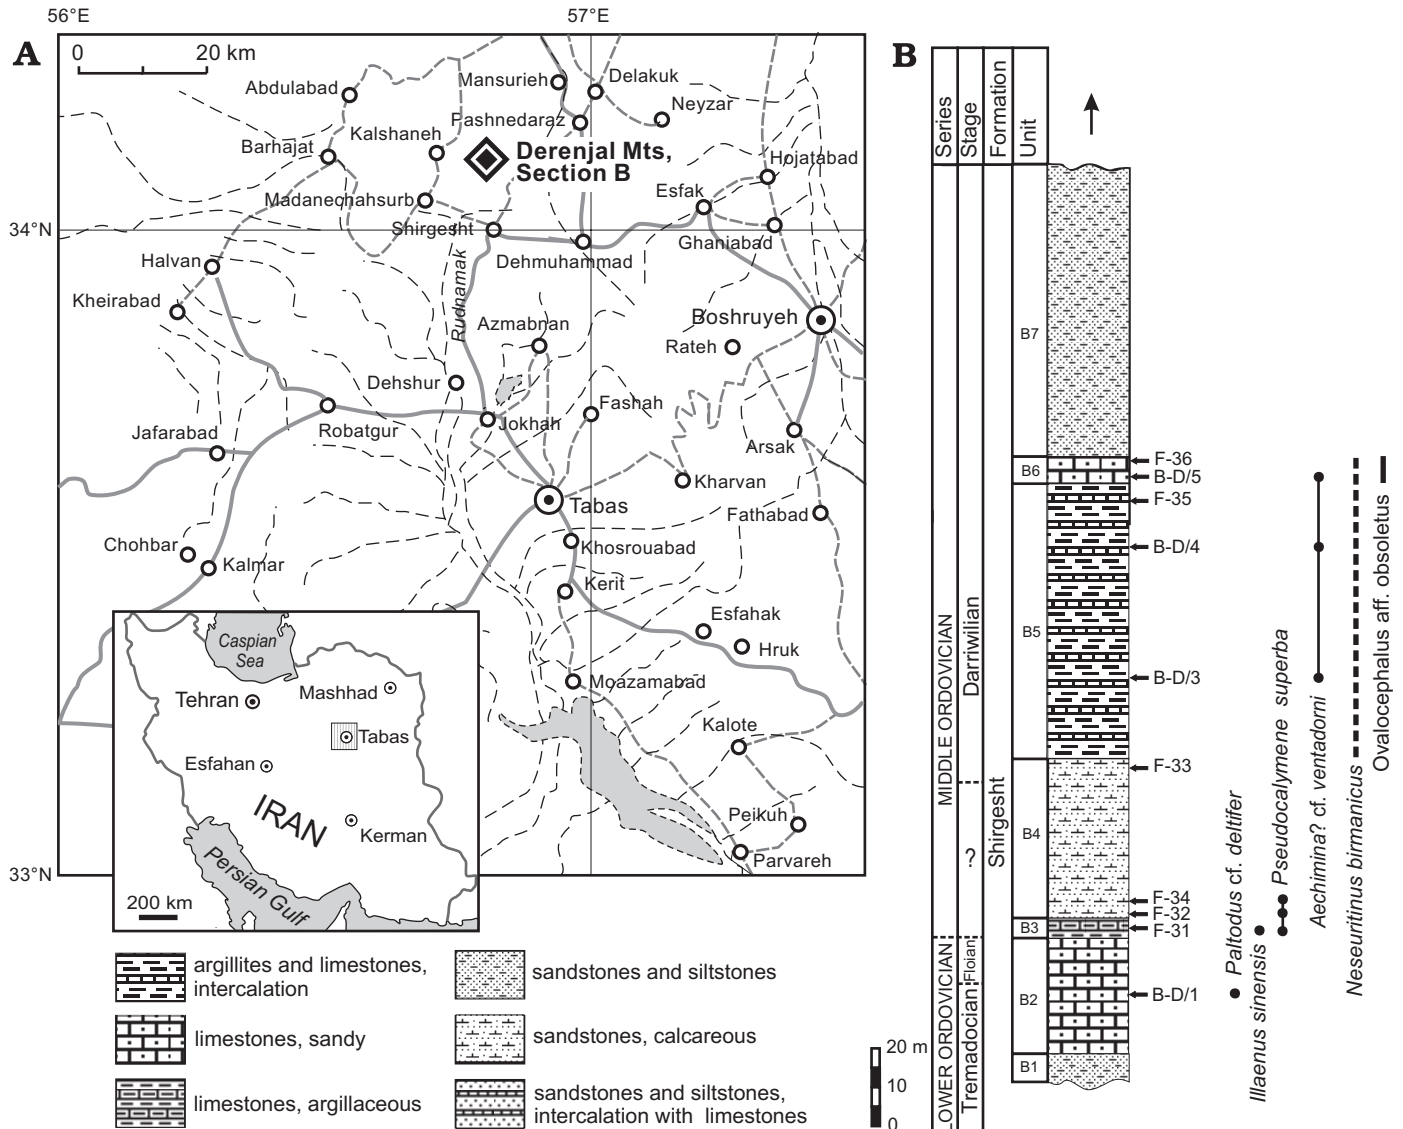 56°E
57°E
A
0 20 km
Abdulabad
Mansurieh
Delakuk
Neyzar
Pashnedaraz
Kalshaneh
Barhajat
Derenjal Mts,
Section B
Hojatabad
Madanechahsurb
Esfak
34°N
Shirgesht
Ghaniabad
Dehmuhammad
Halvan
Kheirabad
Rudnamak
Azmabnan
Boshruyeh
Rateh
Dehshur
Fashah
Jokhah
Robatgur
Jafarabad
Arsak
Kharvan
Tabas
Fathabad
Chohbar
Khosrouabad
Kalmar
Kerit
Esfahak
Hruk
Moazamabad
Kalote
Peikuh
Parvareh
33°N
Caspian
Sea
Tehran
Mashhad
Tabas
Esfahan
IRAN
Kerman
Persian Gulf
200 km
argillites and limestones,
intercalation
limestones, sandy
limestones, argillaceous
sandstones and siltstones
sandstones, calcareous
sandstones and siltstones,
intercalation with limestones
B
Series
Stage
Formation
Unit
MIDDLE ORDOVICIAN
LOWER ORDOVICIAN
Darriwilian
?
Floian
Tremadocian
Shirgesht
B7
B6
B5
B4
B3
B2
B1
F-36
B-D/5
F-35
B-D/4
B-D/3
F-33
F-34
F-32
F-31
B-D/1
Paltodus cf. deltifer
Illaenus sinensis
Pseudocalymene superba
Aechimina? cf. ventadorni
Neseuritinus birmanicus
Ovalocephalus aff. obsoletus
20 m
10
0